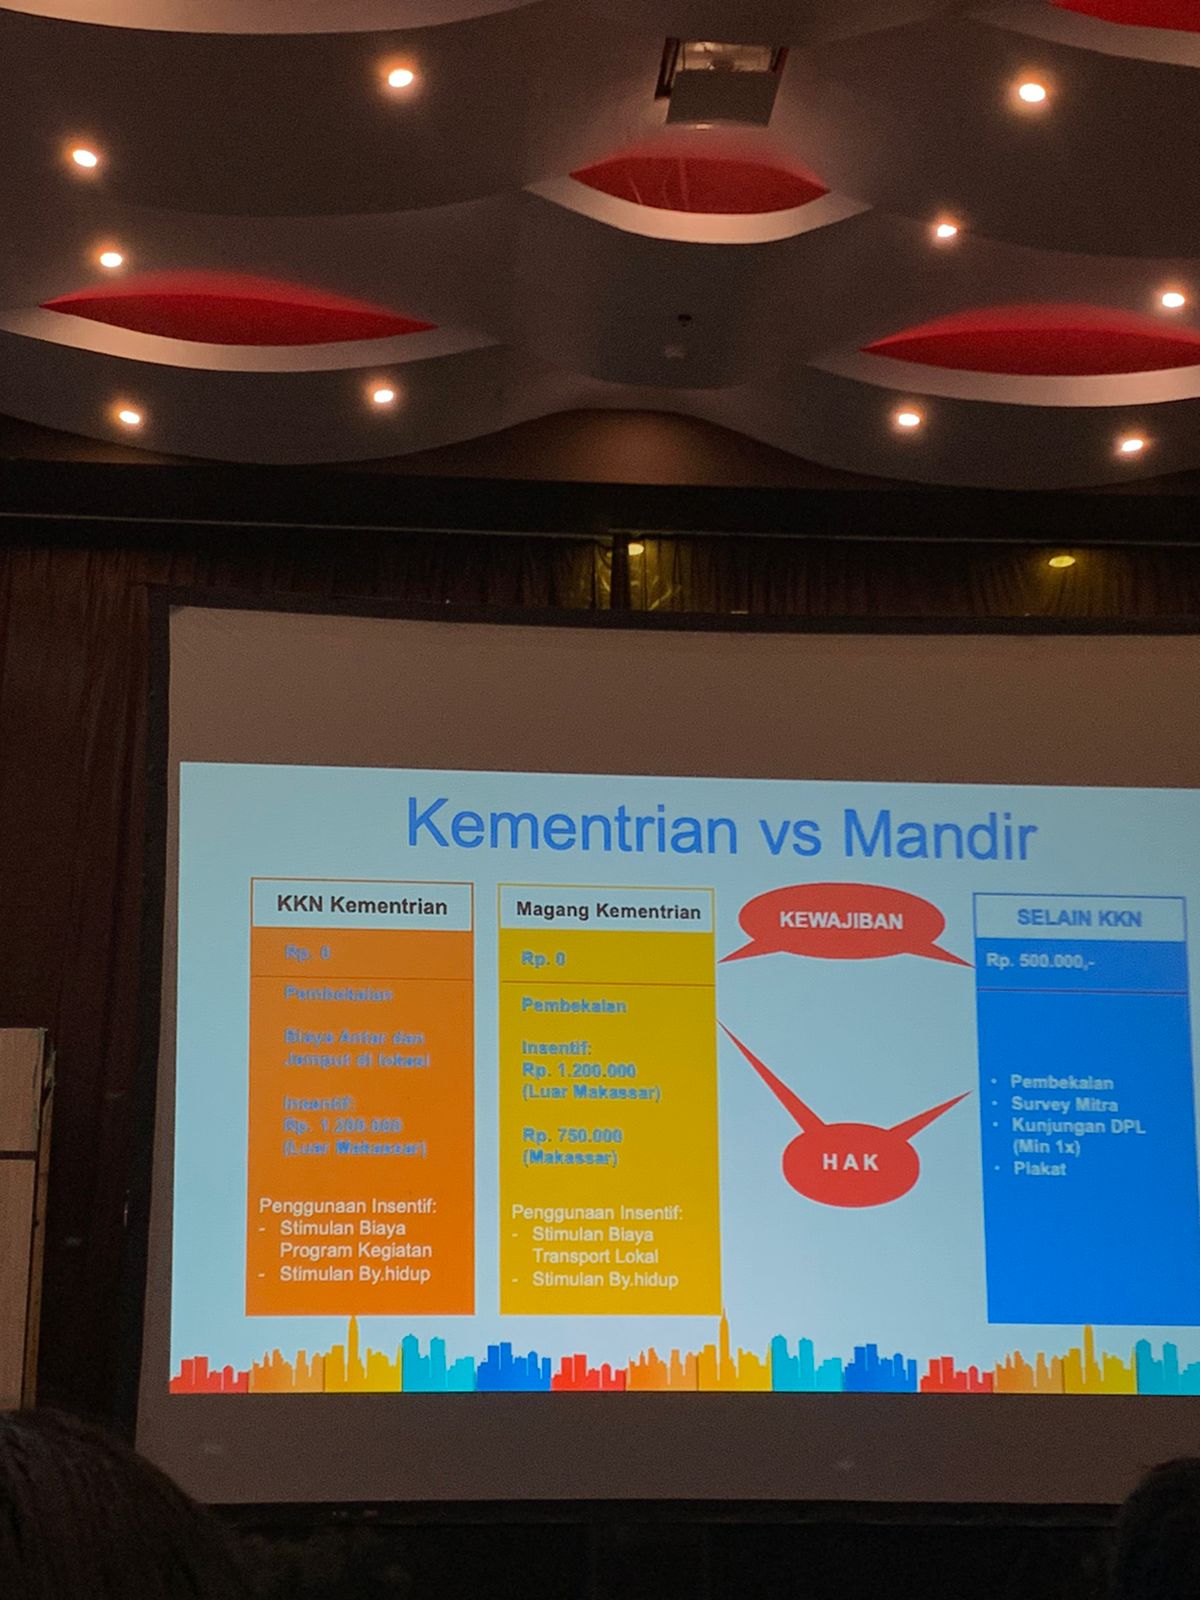 Kementrian vs Mandir
KKN Kementrian
Rp. 0
Pembekalan
Biaya Antar dan
Jemput di lokasi
Insentif:
Rp. 1.200.000
(Luar Makassar)
Penggunaan Insentif:
- Stimulan Biaya
Program Kegiatan
- Stimulan By.hidup
Magang Kementrian
Rp. 0
Pembekalan
Insentif:
Rp. 1.200.000
(Luar Makassar)
Rp. 750.000
(Makassar)
Penggunaan Insentif:
- Stimulan Biaya
Transport Lokal
- Stimulan By.hidup
KEWAJIBAN
HAK
SELAIN KKN
Rp. 500.000,-
• Pembekalan
• Survey Mitra
• Kunjungan DPL
(Min 1x)
• Plakat